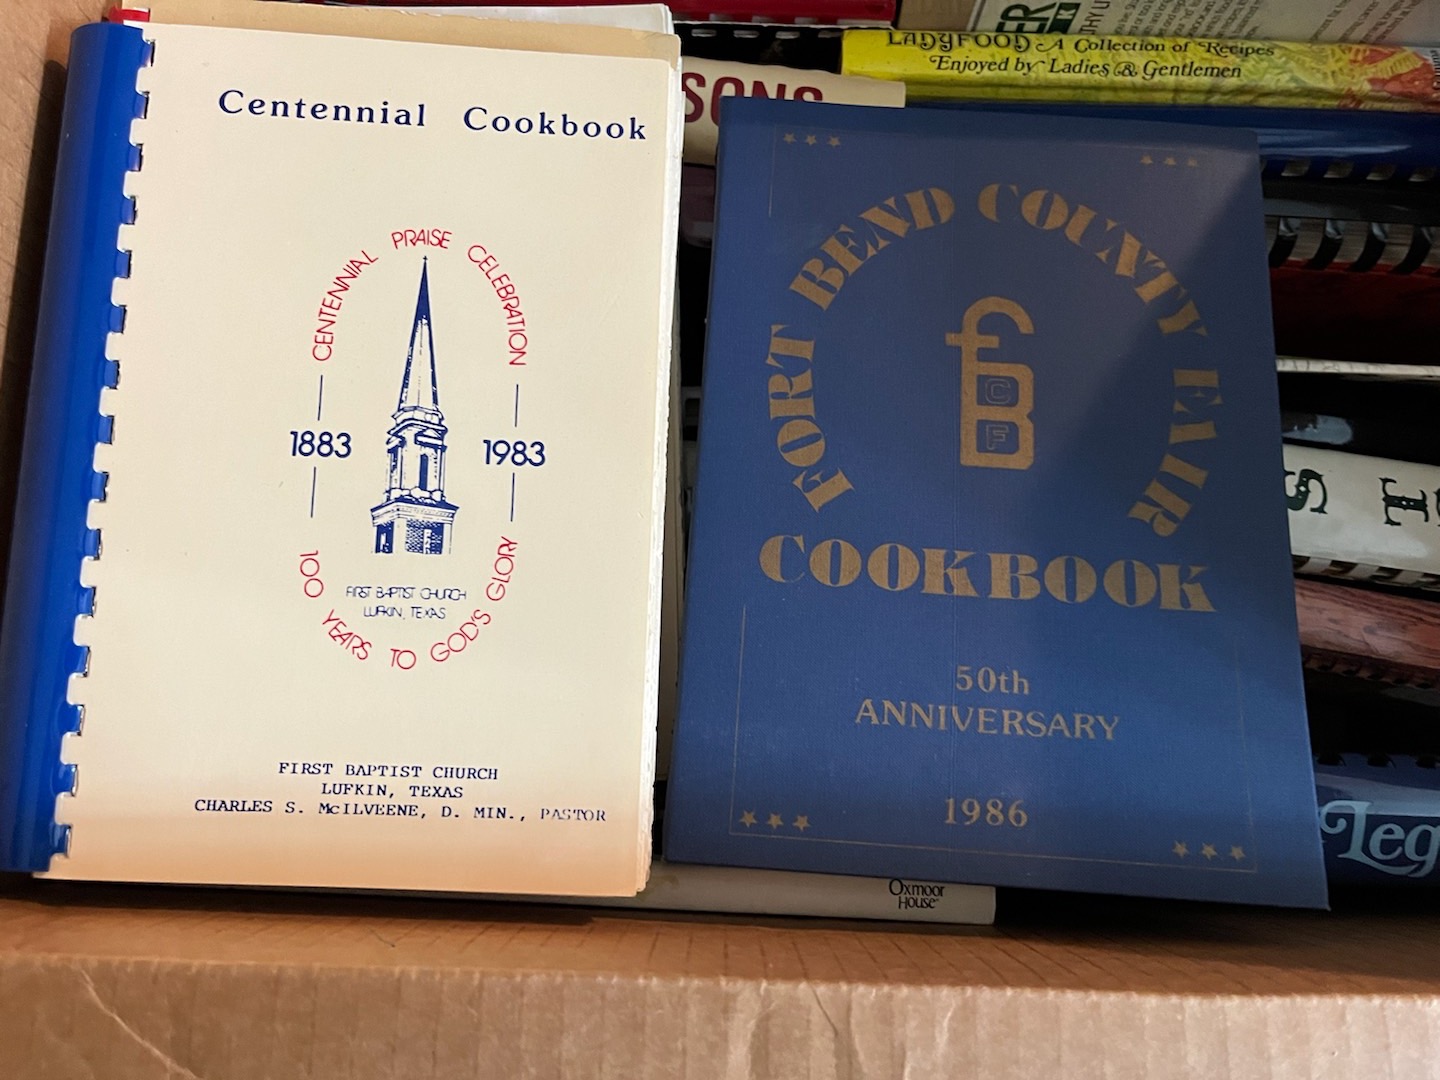 Centennial Cookbook
CENTENNIAL PRAISE CELEBRATION
1883 1983
FIRST BAPTIST CHURCH
LUFKIN, TEXAS
100 YEARS TO GOD'S GLORY
FIRST BAPTIST CHURCH
LUFKIN, TEXAS
CHARLES S. McILVEENE, D. MIN., PASTOR
FORT BEND COUNTY FAIR
fB
CF
COOKBOOK
50th
ANNIVERSARY
1986
LADYFOOD A Collection of Recipes
Enjoyed by Ladies & Gentlemen
SONS
S T
Leg
Oxmoor
House